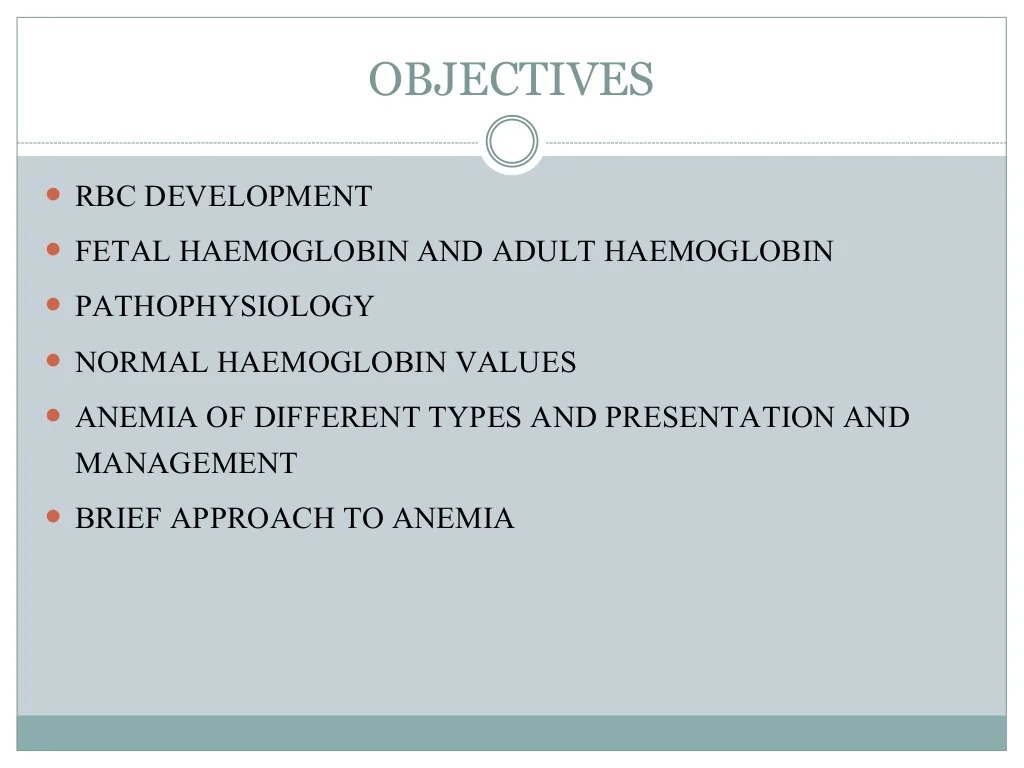 OBJECTIVES
RBC DEVELOPMENT
FETAL HAEMOGLOBIN AND ADULT HAEMOGLOBIN
PATHOPHYSIOLOGY
NORMAL HAEMOGLOBIN VALUES
ANEMIA OF DIFFERENT TYPES AND PRESENTATION AND
MANAGEMENT
BRIEF APPROACH TO ANEMIA